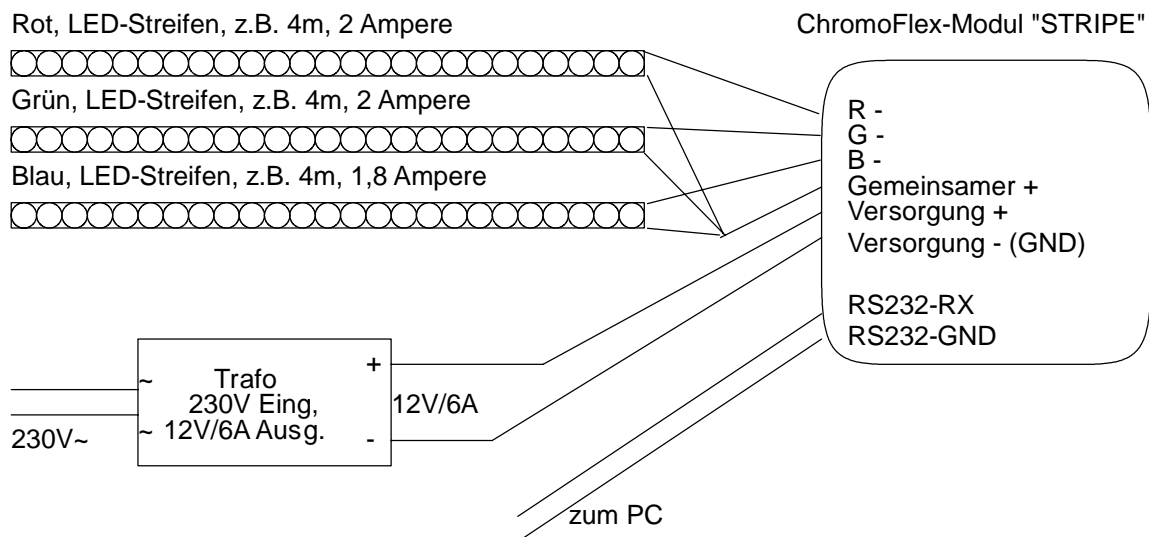 Rot, LED-Streifen, z.B. 4m, 2 Ampere
Grün, LED-Streifen, z.B. 4m, 2 Ampere
Blau, LED-Streifen, z.B. 4m, 1,8 Ampere
ChromoFlex-Modul "STRIPE"
R -
G -
B -
Gemeinsamer +
Versorgung +
Versorgung - (GND)
RS232-RX
RS232-GND
230V~
~
~
Trafo
230V Eing,
12V/6A Ausg.
+
-
12V/6A
zum PC